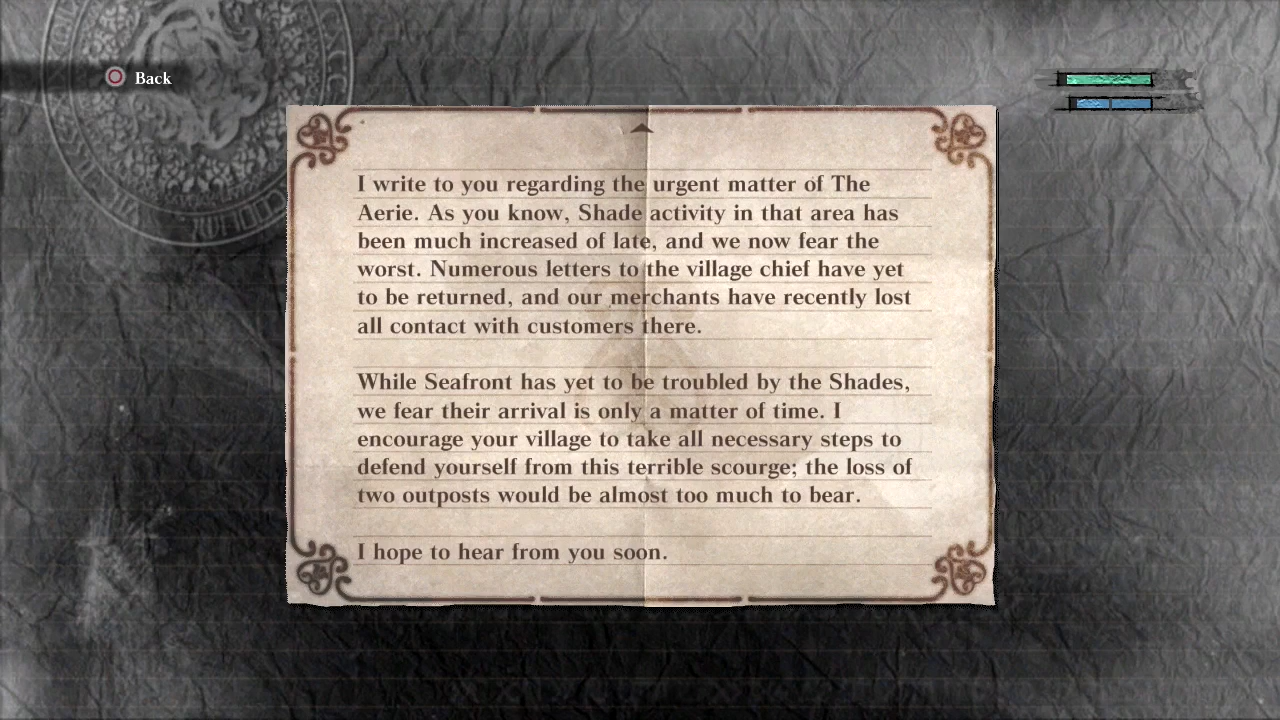 Back
I write to you regarding the urgent matter of The
Aerie. As you know, Shade activity in that area has
been much increased of late, and we now fear the
worst. Numerous letters to the village chief have yet
to be returned, and our merchants have recently lost
all contact with customers there.
While Seafront has yet to be troubled by the Shades,
we fear their arrival is only a matter of time. I
encourage your village to take all necessary steps to
defend yourself from this terrible scourge; the loss of
two outposts would be almost too much to bear.
I hope to hear from you soon.